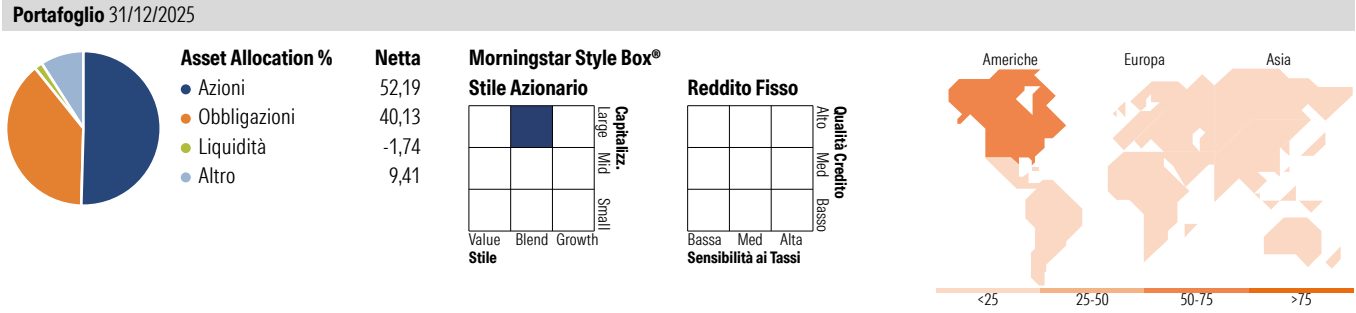 Portafoglio 31/12/2025
Asset Allocation % Netta
Azioni 52,19
Obbligazioni 40,13
Liquidità -1,74
Altro 9,41
Morningstar Style Box®
Stile Azionario
Large Mid Small
Capitalizz.
Value Blend Growth
Stile
Reddito Fisso
Alto Med Basso
Qualità Credito
Bassa Med Alta
Sensibilità ai Tassi
Americhe Europa Asia
<25 25-50 50-75 >75